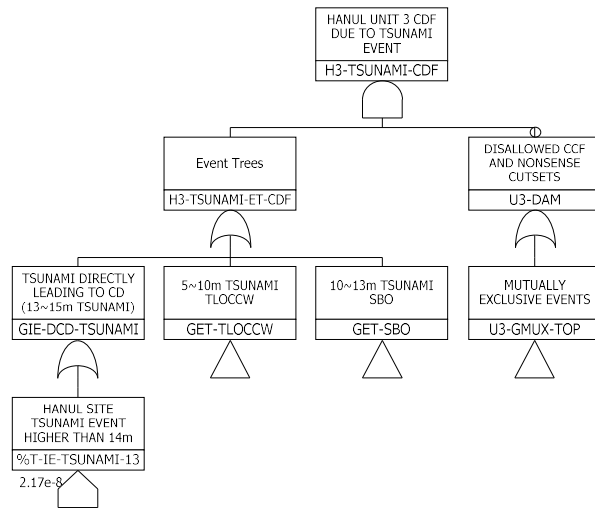 HANUL UNIT 3 CDF
DUE TO TSUNAMI
EVENT
H3-TSUNAMI-CDF
Event Trees
H3-TSUNAMI-ET-CDF
DISALLOWED CCF
AND NONSENSE
CUTSETS
U3-DAM
TSUNAMI DIRECTLY
LEADING TO CD
(13~15m TSUNAMI)
GIE-DCD-TSUNAMI
5~10m TSUNAMI
TLOCCW
GET-TLOCCW
10~13m TSUNAMI
SBO
GET-SBO
MUTUALLY
EXCLUSIVE EVENTS
U3-GMUX-TOP
HANUL SITE
TSUNAMI EVENT
HIGHER THAN 14m
%T-IE-TSUNAMI-13
2.17e-8